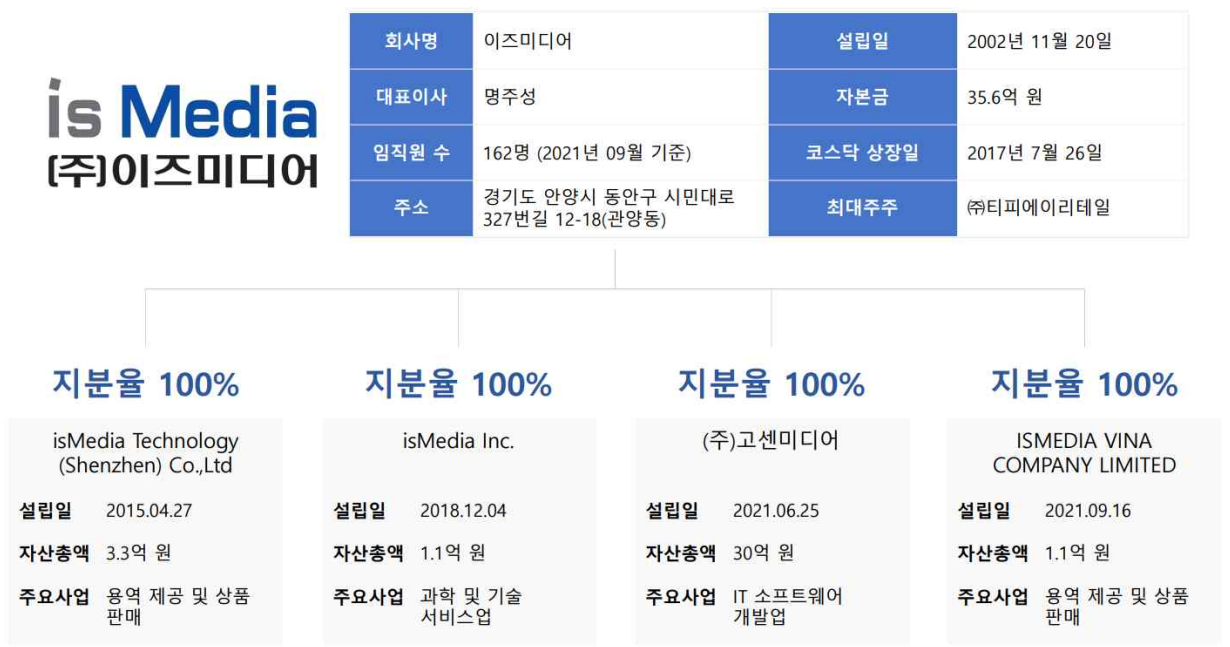 is Media
(주)이즈미디어
회사명 이즈미디어 설립일 2002년 11월 20일
대표이사 명주성 자본금 35.6억 원
임직원 수 162명 (2021년 09월 기준) 코스닥 상장일 2017년 7월 26일
주소 경기도 안양시 동안구 시민대로
327번길 12-18(관양동) 최대주주 ㈜티피에이리테일
지분율 100% 지분율 100% 지분율 100% 지분율 100%
isMedia Technology
(Shenzhen) Co.,Ltd
설립일 2015.04.27
자산총액 3.3억 원
주요사업 용역 제공 및 상품
판매
isMedia Inc.
설립일 2018.12.04
자산총액 1.1억 원
주요사업 과학 및 기술
서비스업
(주)고센미디어
설립일 2021.06.25
자산총액 30억 원
주요사업 IT 소프트웨어
개발업
ISMEDIA VINA
COMPANY LIMITED
설립일 2021.09.16
자산총액 1.1억 원
주요사업 용역 제공 및 상품
판매